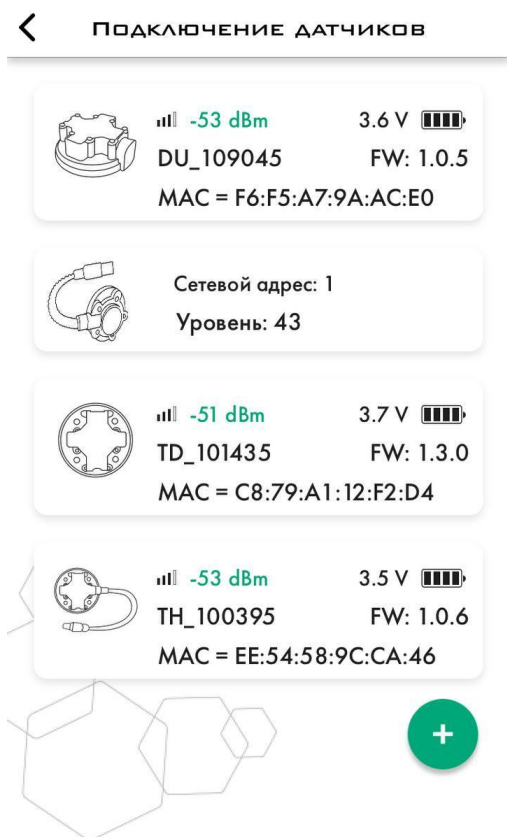 Подключение датчиков
-53 dBm 3.6 V
DU_109045 FW: 1.0.5
MAC = F6:F5:A7:9A:AC:E0
Сетевой адрес: 1
Уровень: 43
-51 dBm 3.7 V
TD_101435 FW: 1.3.0
MAC = C8:79:A1:12:F2:D4
-53 dBm 3.5 V
TH_100395 FW: 1.0.6
MAC = EE:54:58:9C:CA:46
+